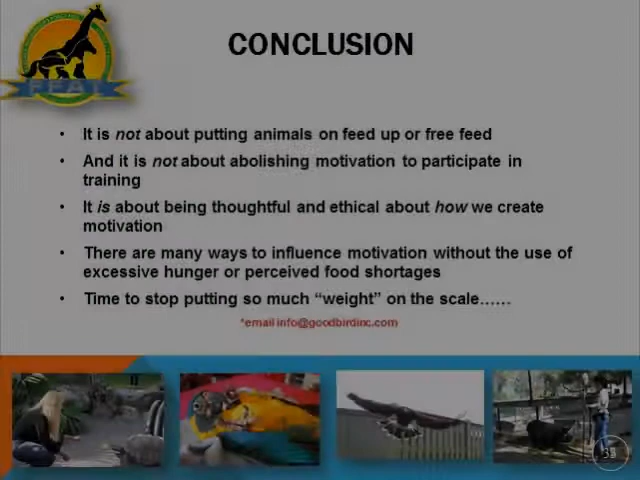 FFAT
CONCLUSION
• It is not about putting animals on feed up or free feed
• And it is not about abolishing motivation to participate in
training
• It is about being thoughtful and ethical about how we create
motivation
• There are many ways to influence motivation without the use of
excessive hunger or perceived food shortages
• Time to stop putting so much “weight” on the scale……
*email info@goodbirdinc.com